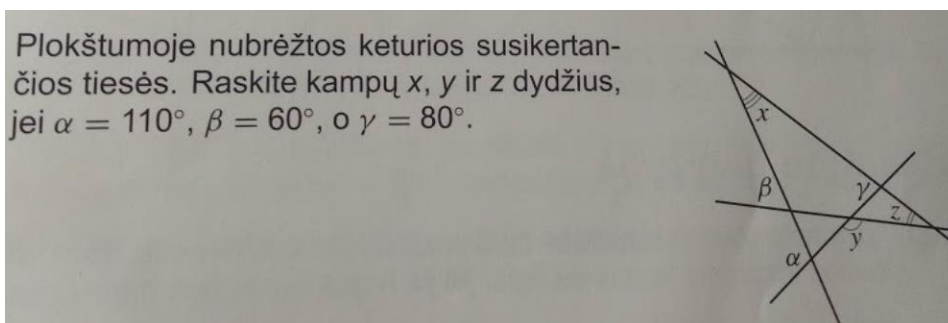 Plokštumoje nubrėžtos keturios susikertan-
čios tiesės. Raskite kampų x, y ir z dydžius,
jei α = 110°, β = 60°, o γ = 80°.
x
β
γ
z
y
α